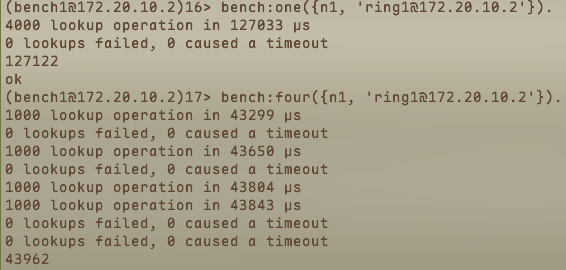 (bench1@172.20.10.2)16> bench:one({n1, 'ring1@172.20.10.2'}).
4000 lookup operation in 127033 µs
0 lookups failed, 0 caused a timeout
127122
ok
(bench1@172.20.10.2)17> bench:four({n1, 'ring1@172.20.10.2'}).
1000 lookup operation in 43299 µs
1000 lookup operation in 43650 µs
0 lookups failed, 0 caused a timeout
0 lookups failed, 0 caused a timeout
1000 lookup operation in 43804 µs
1000 lookup operation in 43843 µs
0 lookups failed, 0 caused a timeout
0 lookups failed, 0 caused a timeout
43962